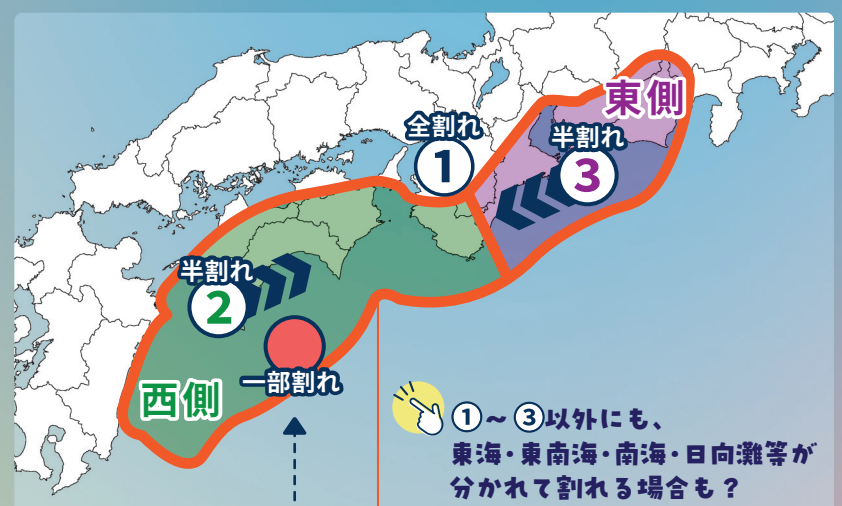 全割れ
1
東側
半割れ
3
半割れ
2
一部割れ
西側
①～③以外にも、
東海・東南海・南海・日向灘等が
分かれて割れる場合も？